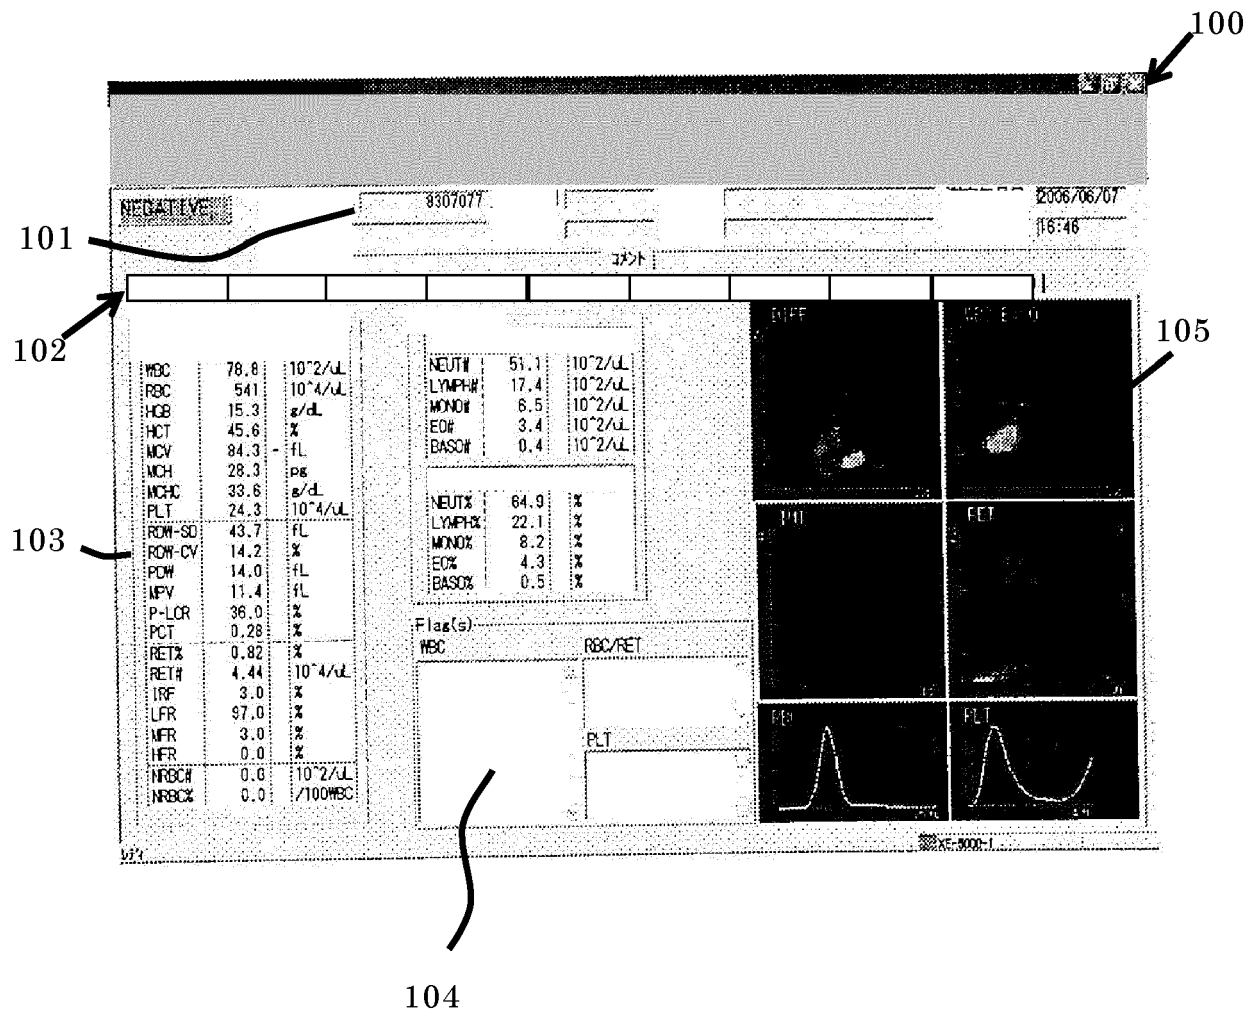 100
NEGATIVE
8307077
2006/06/07
16:46
101
コメント
102
105
DIFF
WBC 78.8 10^2/uL
RBC 541 10^4/uL
HGB 15.3 g/dL
HCT 45.6 %
MCV 84.3 - fL
MCH 28.3 pg
MCHC 33.6 g/dL
PLT 24.3 10^4/uL
RDW-SD 43.7 fL
RDW-CV 14.2 %
PDW 14.0 fL
MPV 11.4 fL
P-LCR 36.0 %
PCT 0.28 %
RET% 0.82 %
RET# 4.44 10^4/uL
IRF 3.0 %
LFR 97.0 %
MFR 3.0 %
HFR 0.0 %
NRBC# 0.0 10^2/uL
NRBC% 0.0 /100WBC
103
NEUT# 51.1 10^2/uL
LYMPH# 17.4 10^2/uL
MONO# 6.5 10^2/uL
EO# 3.4 10^2/uL
BASO# 0.4 10^2/uL
NEUT% 64.9 %
LYMPH% 22.1 %
MONO% 8.2 %
EO% 4.3 %
BASO% 0.5 %
Flag(s)
WBC
RBC/RET
PLT
RET
RBC
PLT
レディ
XE-5000-1
104